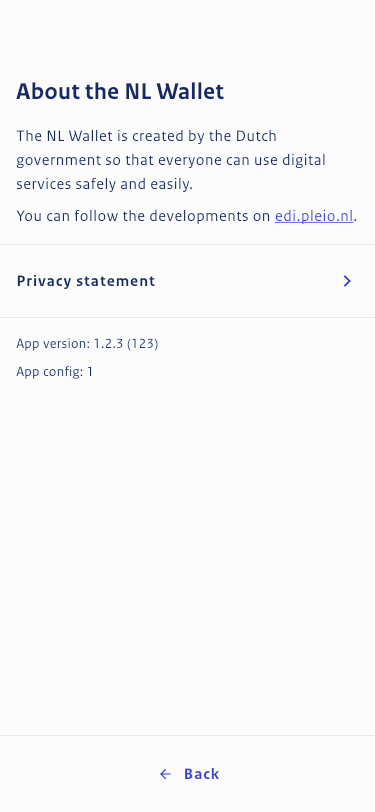 About the NL Wallet
The NL Wallet is created by the Dutch
government so that everyone can use digital
services safely and easily.
You can follow the developments on edi.pleio.nl.
Privacy statement
App version: 1.2.3 (123)
App config: 1
Back